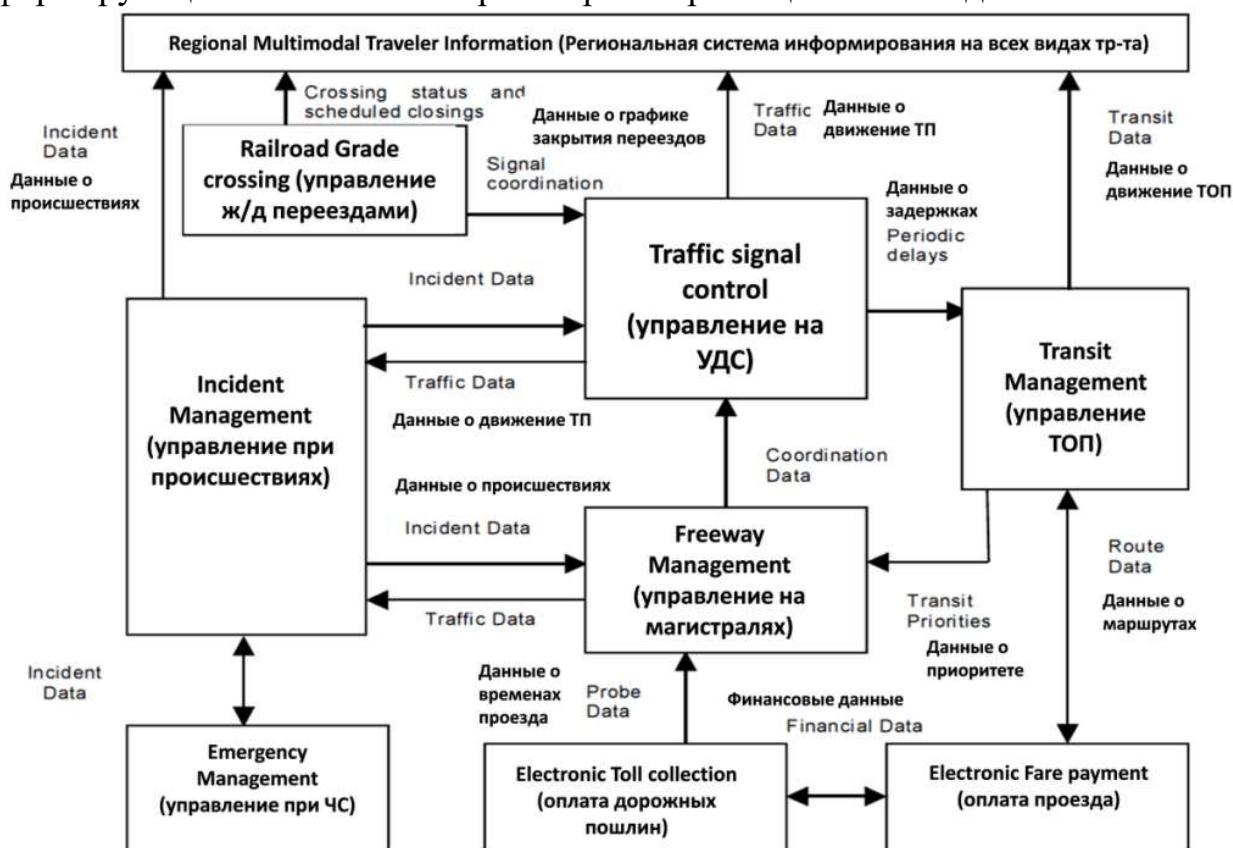 Regional Multimodal Traveler Information (Региональная система информирования на всех видах тр-та)
Crossing status and
scheduled closings
Incident
Data
Данные о
происшествиях
Railroad Grade
crossing (управление
ж/д переездами)
Данные о графике
закрытия переездов
Signal
coordination
Traffic
Data
Данные о
движение ТП
Transit
Data
Данные о
движение ТОП
Данные о
задержках
Periodic
delays
Incident Data
Traffic signal
control
(управление на
УДС)
Traffic Data
Данные о движение ТП
Incident
Management
(управление при
происшествиях)
Transit
Management
(управление
ТОП)
Данные о происшествиях
Incident Data
Coordination
Data
Freeway
Management
(управление на
магистралях)
Traffic Data
Transit
Priorities
Данные о
приоритете
Route
Data
Данные о
маршрутах
Incident
Data
Данные о
временах
проезда
Probe
Data
Финансовые данные
Financial Data
Emergency
Management
(управление при ЧС)
Electronic Toll collection
(оплата дорожных
пошлин)
Electronic Fare payment
(оплата проезда)